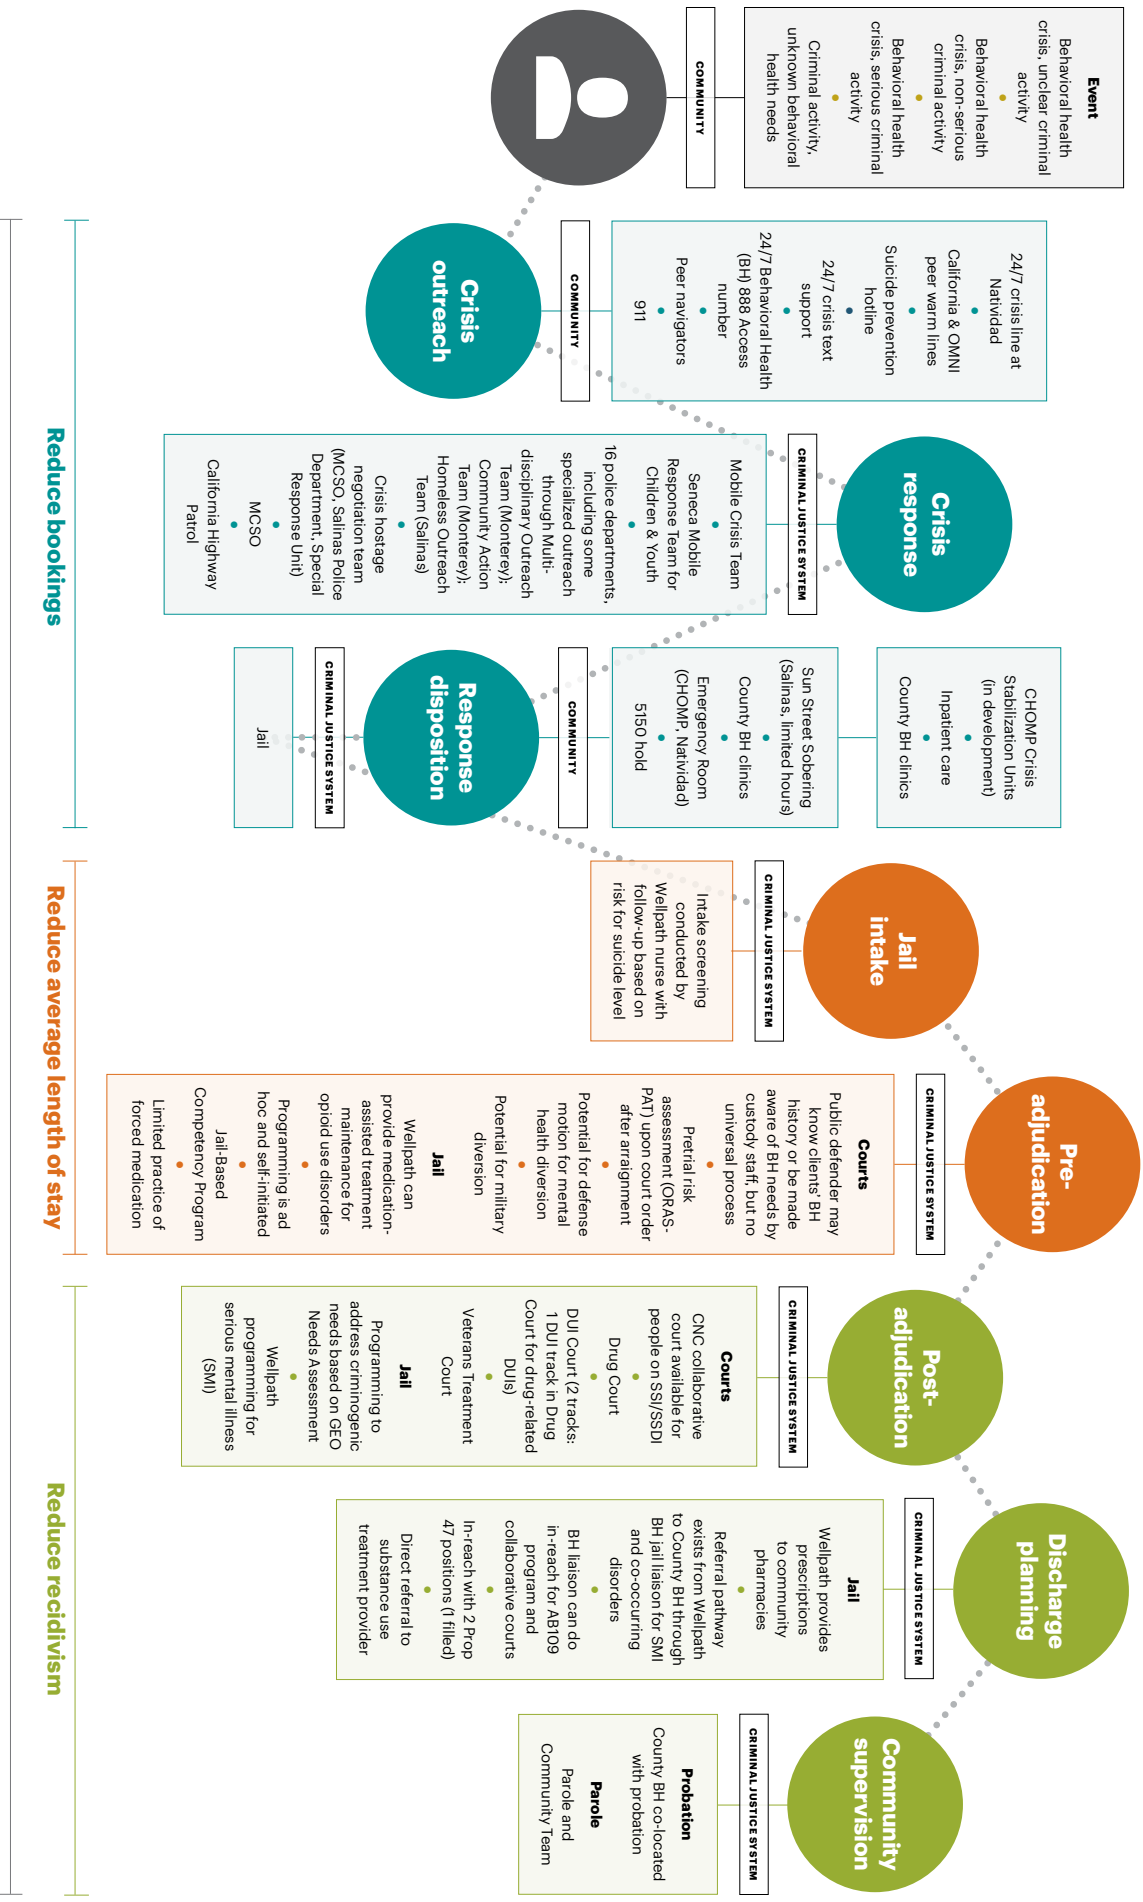 Event
Behavioral health
crisis, unclear criminal
activity
Behavioral health
crisis, non-serious
criminal activity
Behavioral health
crisis, serious criminal
activity
Criminal activity,
unknown behavioral
health needs
COMMUNITY
24/7 crisis line at
Natividad
California & OMNI
peer warm lines
Suicide prevention
hotline
24/7 crisis text
support
24/7 Behavioral Health
(BH) 888 Access
number
Peer navigators
911
COMMUNITY
Crisis
outreach
Crisis
response
CRIMINAL JUSTICE SYSTEM
Mobile Crisis Team
Seneca Mobile
Response Team for
Children & Youth
16 police departments,
including some
specialized outreach
through Multi-
disciplinary Outreach
Team (Monterey);
Community Action
Team (Monterey);
Homeless Outreach
Team (Salinas)
Crisis hostage
negotiation team
(MCSO, Salinas Police
Department, Special
Response Unit)
MCSO
California Highway
Patrol
CHOMP Crisis
Stabilization Units
(in development)
Inpatient care
County BH clinics
Sun Street Sobering
(Salinas, limited hours)
County BH clinics
Emergency Room
(CHOMP, Natividad)
5150 hold
COMMUNITY
Response
disposition
CRIMINAL JUSTICE SYSTEM
Jail
Reduce bookings
Jail
intake
CRIMINAL JUSTICE SYSTEM
Intake screening
conducted by
Wellpath nurse with
follow-up based on
risk for suicide level
Pre-
adjudication
CRIMINAL JUSTICE SYSTEM
Courts
Public defender may
know clients' BH
history or be made
aware of BH needs by
custody staff, but no
universal process
Pretrial risk
assessment (ORAS-
PAT) upon court order
after arraignment
Potential for defense
motion for mental
health diversion
Potential for military
diversion
Jail
Wellpath can
provide medication-
assisted treatment
maintenance for
opioid use disorders
Programming is ad
hoc and self-initiated
Jail-Based
Competency Program
Limited practice of
forced medication
Reduce average length of stay
Post-
adjudication
CRIMINAL JUSTICE SYSTEM
Courts
CNC collaborative
court available for
people on SSI/SSDI
Drug Court
DUI Court (2 tracks:
1 DUI track in Drug
Court for drug-related
DUIs)
Veterans Treatment
Court
Jail
Programming to
address criminogenic
needs based on GEO
Needs Assessment
Wellpath
programming for
serious mental illness
(SMI)
Discharge
planning
CRIMINAL JUSTICE SYSTEM
Jail
Wellpath provides
prescriptions
to community
pharmacies
Referral pathway
exists from Wellpath
to County BH through
BH jail liaison for SMI
and co-occurring
disorders
BH liaison can do
in-reach for AB109
program and
collaborative courts
In-reach with 2 Prop
47 positions (1 filled)
Direct referral to
substance use
treatment provider
Community
supervision
CRIMINAL JUSTICE SYSTEM
Probation
County BH co-located
with probation
Parole
Parole and
Community Team
Reduce recidivism